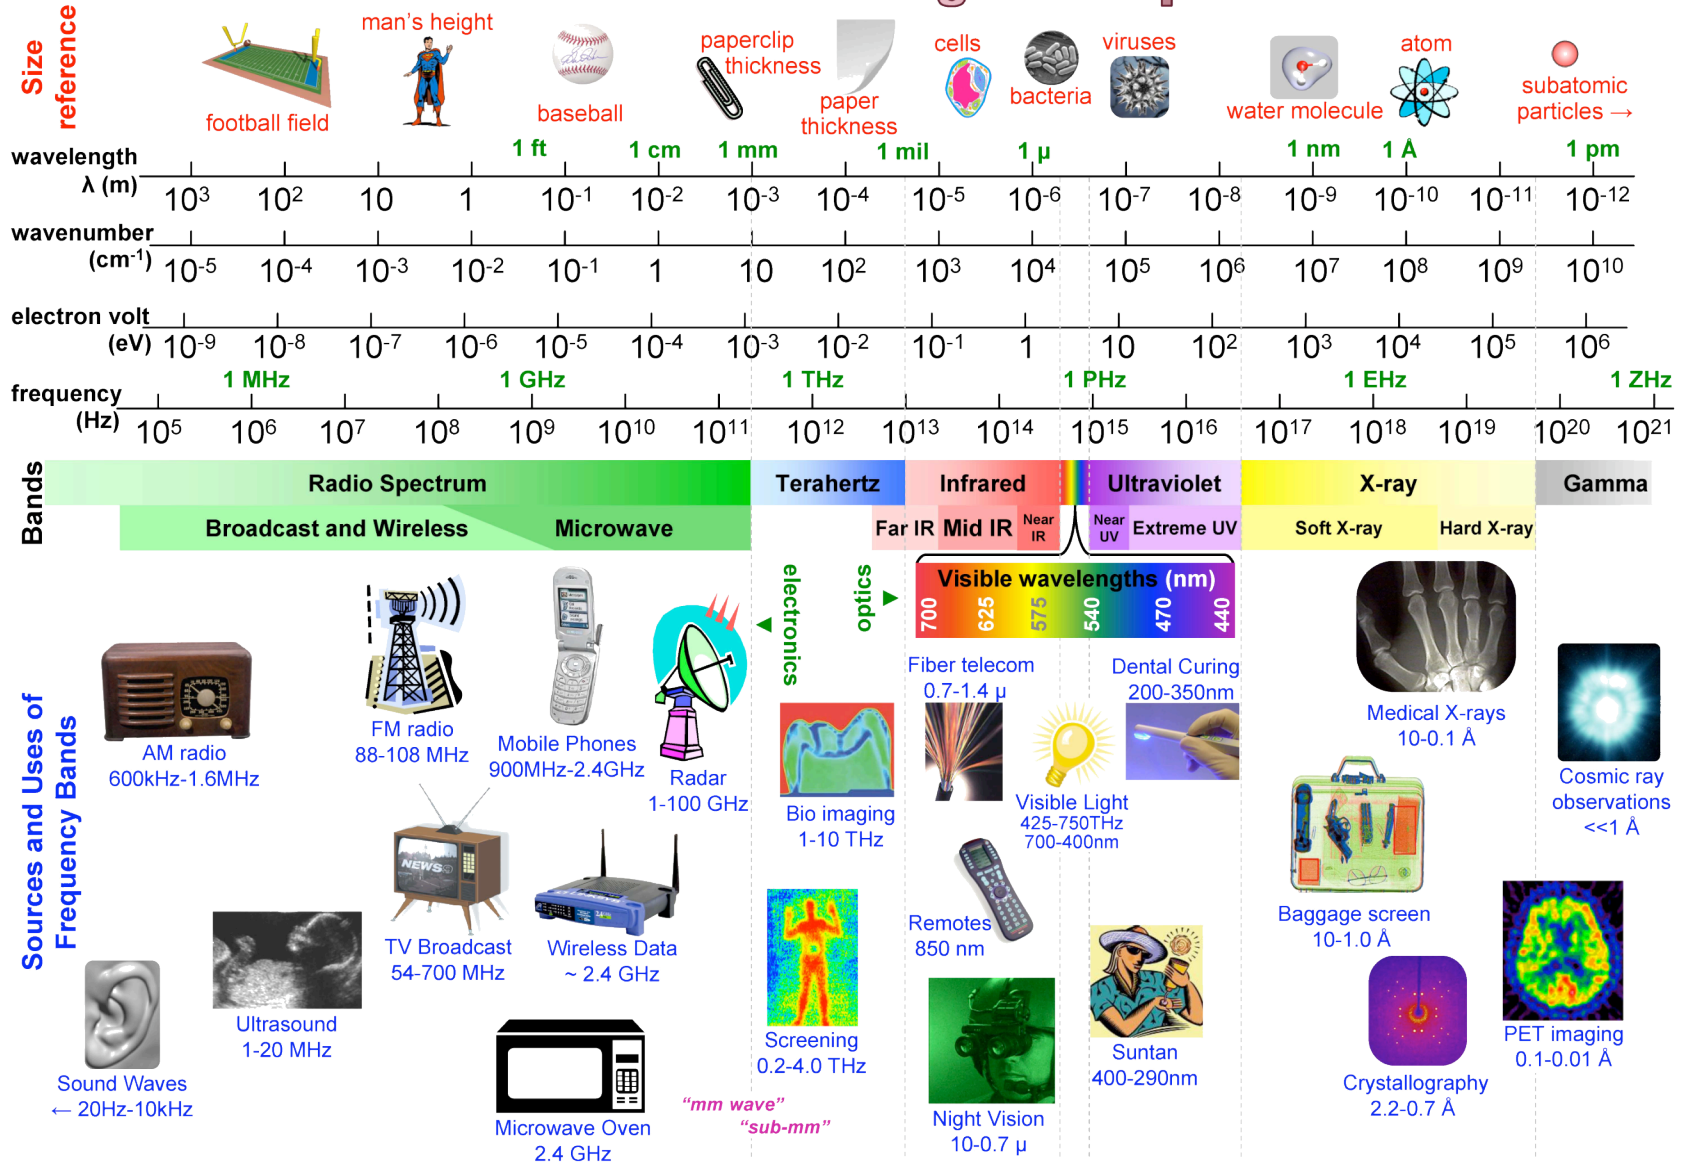 Size
reference
football field
man's height
baseball
paperclip
thickness
paper
thickness
cells
bacteria
viruses
water molecule
atom
subatomic
particles →
1 ft
1 cm
1 mm
1 mil
1 µ
1 nm
1 Å
1 pm
wavelength
λ (m)
10³ 10² 10 1 10⁻¹ 10⁻² 10⁻³ 10⁻⁴ 10⁻⁵ 10⁻⁶ 10⁻⁷ 10⁻⁸ 10⁻⁹ 10⁻¹⁰ 10⁻¹¹ 10⁻¹²
wavenumber
(cm⁻¹)
10⁻⁵ 10⁻⁴ 10⁻³ 10⁻² 10⁻¹ 1 10 10² 10³ 10⁴ 10⁵ 10⁶ 10⁷ 10⁸ 10⁹ 10¹⁰
electron volt
(eV)
10⁻⁹ 10⁻⁸ 10⁻⁷ 10⁻⁶ 10⁻⁵ 10⁻⁴ 10⁻³ 10⁻² 10⁻¹ 1 10 10² 10³ 10⁴ 10⁵ 10⁶
1 MHz
1 GHz
1 THz
1 PHz
1 EHz
1 ZHz
frequency
(Hz)
10⁵ 10⁶ 10⁷ 10⁸ 10⁹ 10¹⁰ 10¹¹ 10¹² 10¹³ 10¹⁴ 10¹⁵ 10¹⁶ 10¹⁷ 10¹⁸ 10¹⁹ 10²⁰ 10²¹
Bands
Radio Spectrum
Terahertz
Infrared
Ultraviolet
X-ray
Gamma
Broadcast and Wireless
Microwave
Far IR
Mid IR
Near
IR
Near
UV
Extreme UV
Soft X-ray
Hard X-ray
electronics
optics
Visible wavelengths (nm)
700 625 575 540 470 440
Sources and Uses of
Frequency Bands
AM radio
600kHz-1.6MHz
FM radio
88-108 MHz
Mobile Phones
900MHz-2.4GHz
Radar
1-100 GHz
Bio imaging
1-10 THz
Fiber telecom
0.7-1.4 µ
Visible Light
425-750THz
700-400nm
Dental Curing
200-350nm
Medical X-rays
10-0.1 Å
Cosmic ray
observations
<<1 Å
NEWS
TV Broadcast
54-700 MHz
Wireless Data
~ 2.4 GHz
Remotes
850 nm
Baggage screen
10-1.0 Å
Ultrasound
1-20 MHz
Screening
0.2-4.0 THz
Suntan
400-290nm
PET imaging
0.1-0.01 Å
Sound Waves
← 20Hz-10kHz
Microwave Oven
2.4 GHz
"mm wave"
"sub-mm"
Night Vision
10-0.7 µ
Crystallography
2.2-0.7 Å